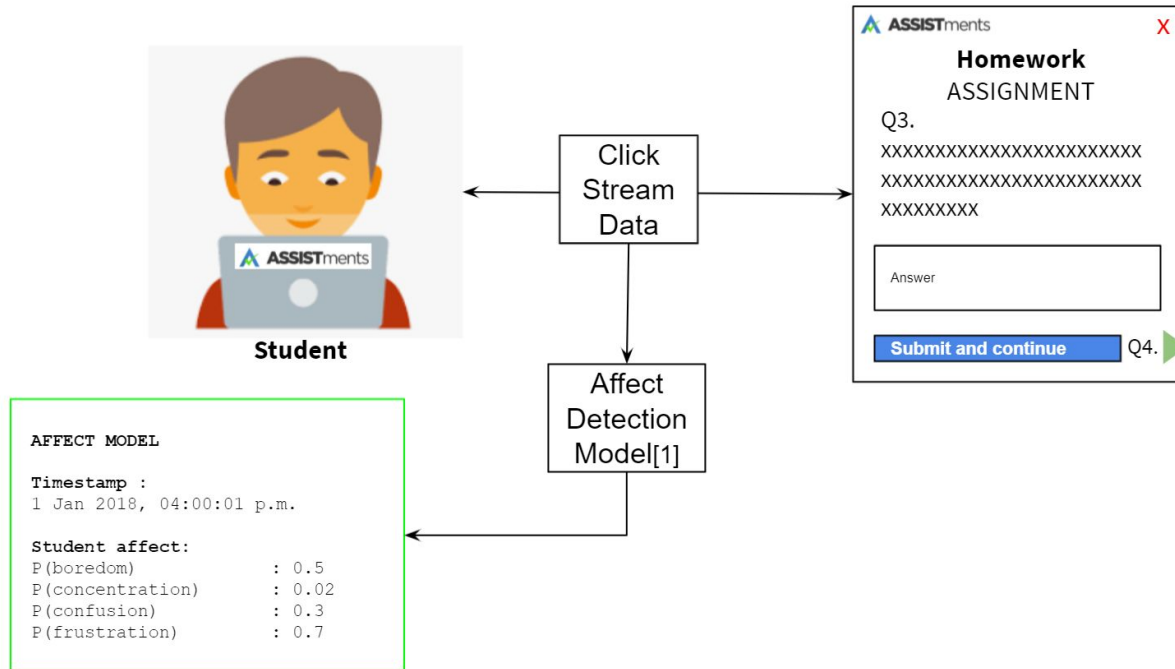 ASSISTments
Student
Click
Stream
Data
ASSISTments
X
Homework
ASSIGNMENT
Q3.
XXXXXXXXXXXXXXXXXXXXXXXX
XXXXXXXXXXXXXXXXXXXXXXXX
XXXXXXXXX
Answer
Submit and continue Q4.
Affect
Detection
Model[1]
AFFECT MODEL
Timestamp :
1 Jan 2018, 04:00:01 p.m.
Student affect:
P(boredom) : 0.5
P(concentration) : 0.02
P(confusion) : 0.3
P(frustration) : 0.7